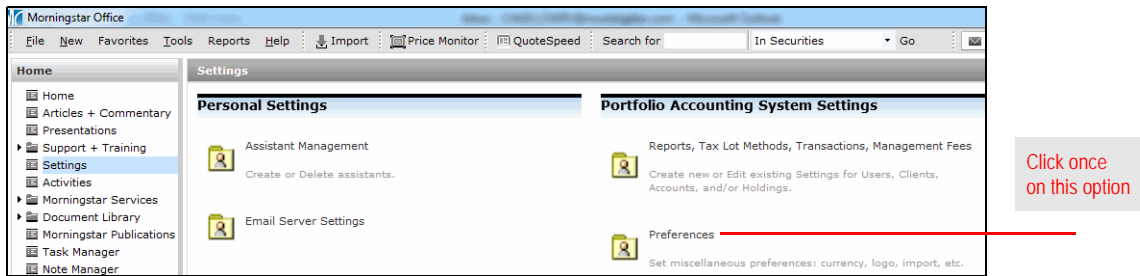 Morningstar Office
File New Favorites Tools Reports Help Import Price Monitor QuoteSpeed Search for In Securities Go
Home
Settings
Home
Articles + Commentary
Presentations
Support + Training
Settings
Activities
Morningstar Services
Document Library
Morningstar Publications
Task Manager
Note Manager
Personal Settings
Assistant Management
Create or Delete assistants.
Email Server Settings
Portfolio Accounting System Settings
Reports, Tax Lot Methods, Transactions, Management Fees
Create new or Edit existing Settings for Users, Clients,
Accounts, and/or Holdings.
Preferences
Set miscellaneous preferences: currency, logo, import, etc.
Click once
on this option